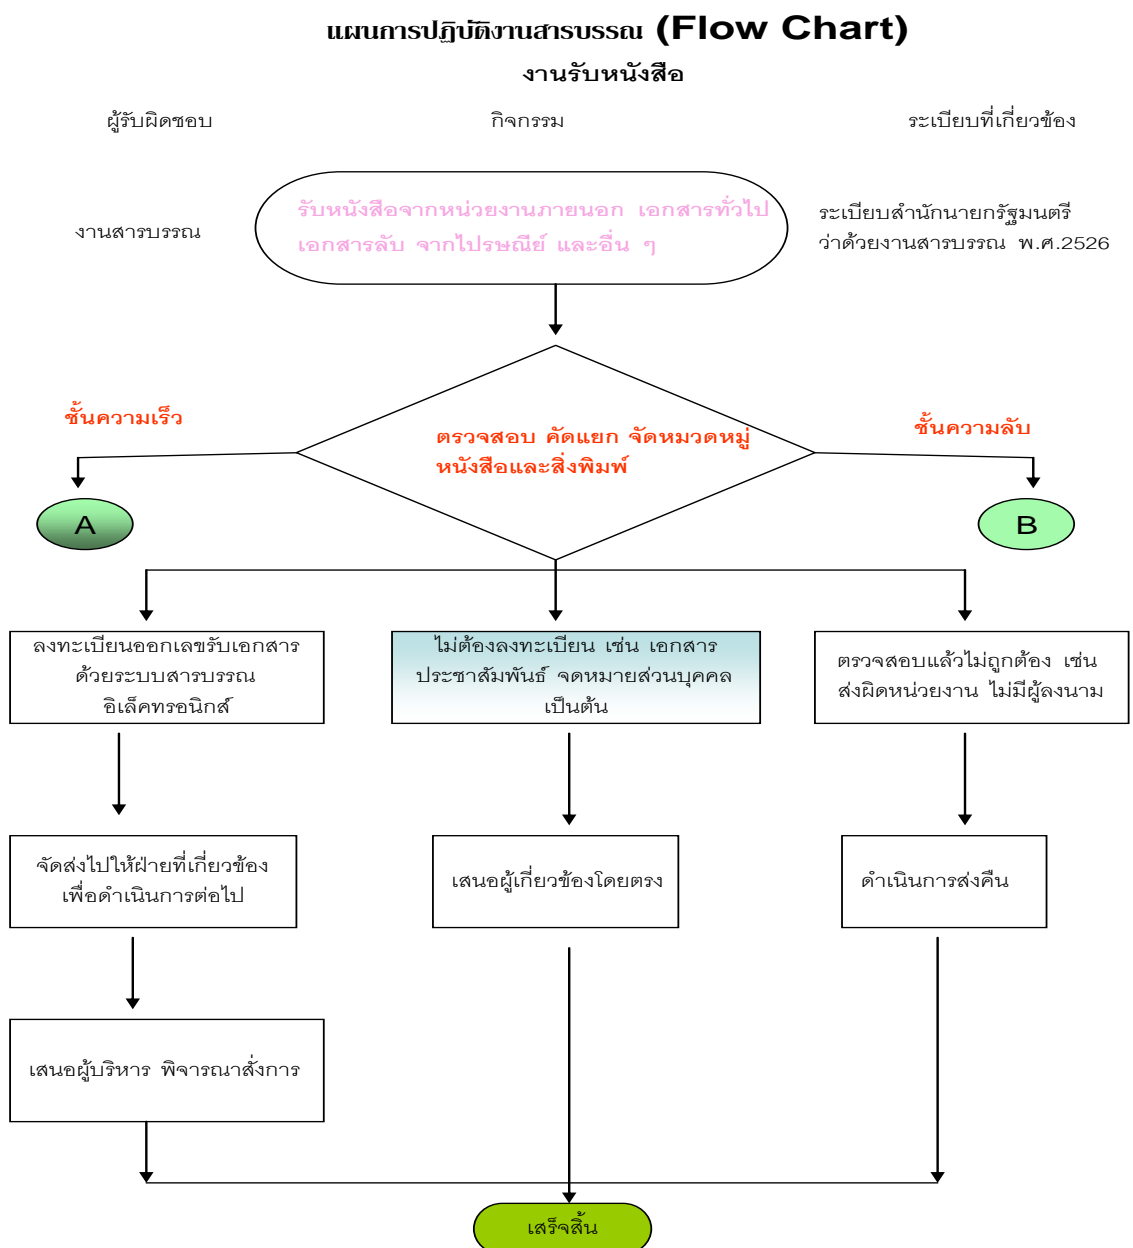 แผนการปฏิบัติงานสารบรรณ (Flow Chart)
งานรับหนังสือ
ผู้รับผิดชอบ
กิจกรรม
ระเบียบที่เกี่ยวข้อง
งานสารบรรณ
รับหนังสือจากหน่วยงานภายนอก เอกสารทั่วไป
เอกสารลับ จากไปรษณีย์ และอื่น ๆ
ระเบียบสำนักนายกรัฐมนตรี
ว่าด้วยงานสารบรรณ พ.ศ.2526
ชั้นความเร็ว
ตรวจสอบ คัดแยก จัดหมวดหมู่
หนังสือและสิ่งพิมพ์
ชั้นความลับ
A
B
ลงทะเบียนออกเลขรับเอกสาร
ด้วยระบบสารบรรณ
อิเล็คทรอนิกส์
ไม่ต้องลงทะเบียน เช่น เอกสาร
ประชาสัมพันธ์ จดหมายส่วนบุคคล
เป็นต้น
ตรวจสอบแล้วไม่ถูกต้อง เช่น
ส่งผิดหน่วยงาน ไม่มีผู้ลงนาม
จัดส่งไปให้ฝ่ายที่เกี่ยวข้อง
เพื่อดำเนินการต่อไป
เสนอผู้เกี่ยวข้องโดยตรง
ดำเนินการส่งคืน
เสนอผู้บริหาร พิจารณาสั่งการ
เสร็จสิ้น